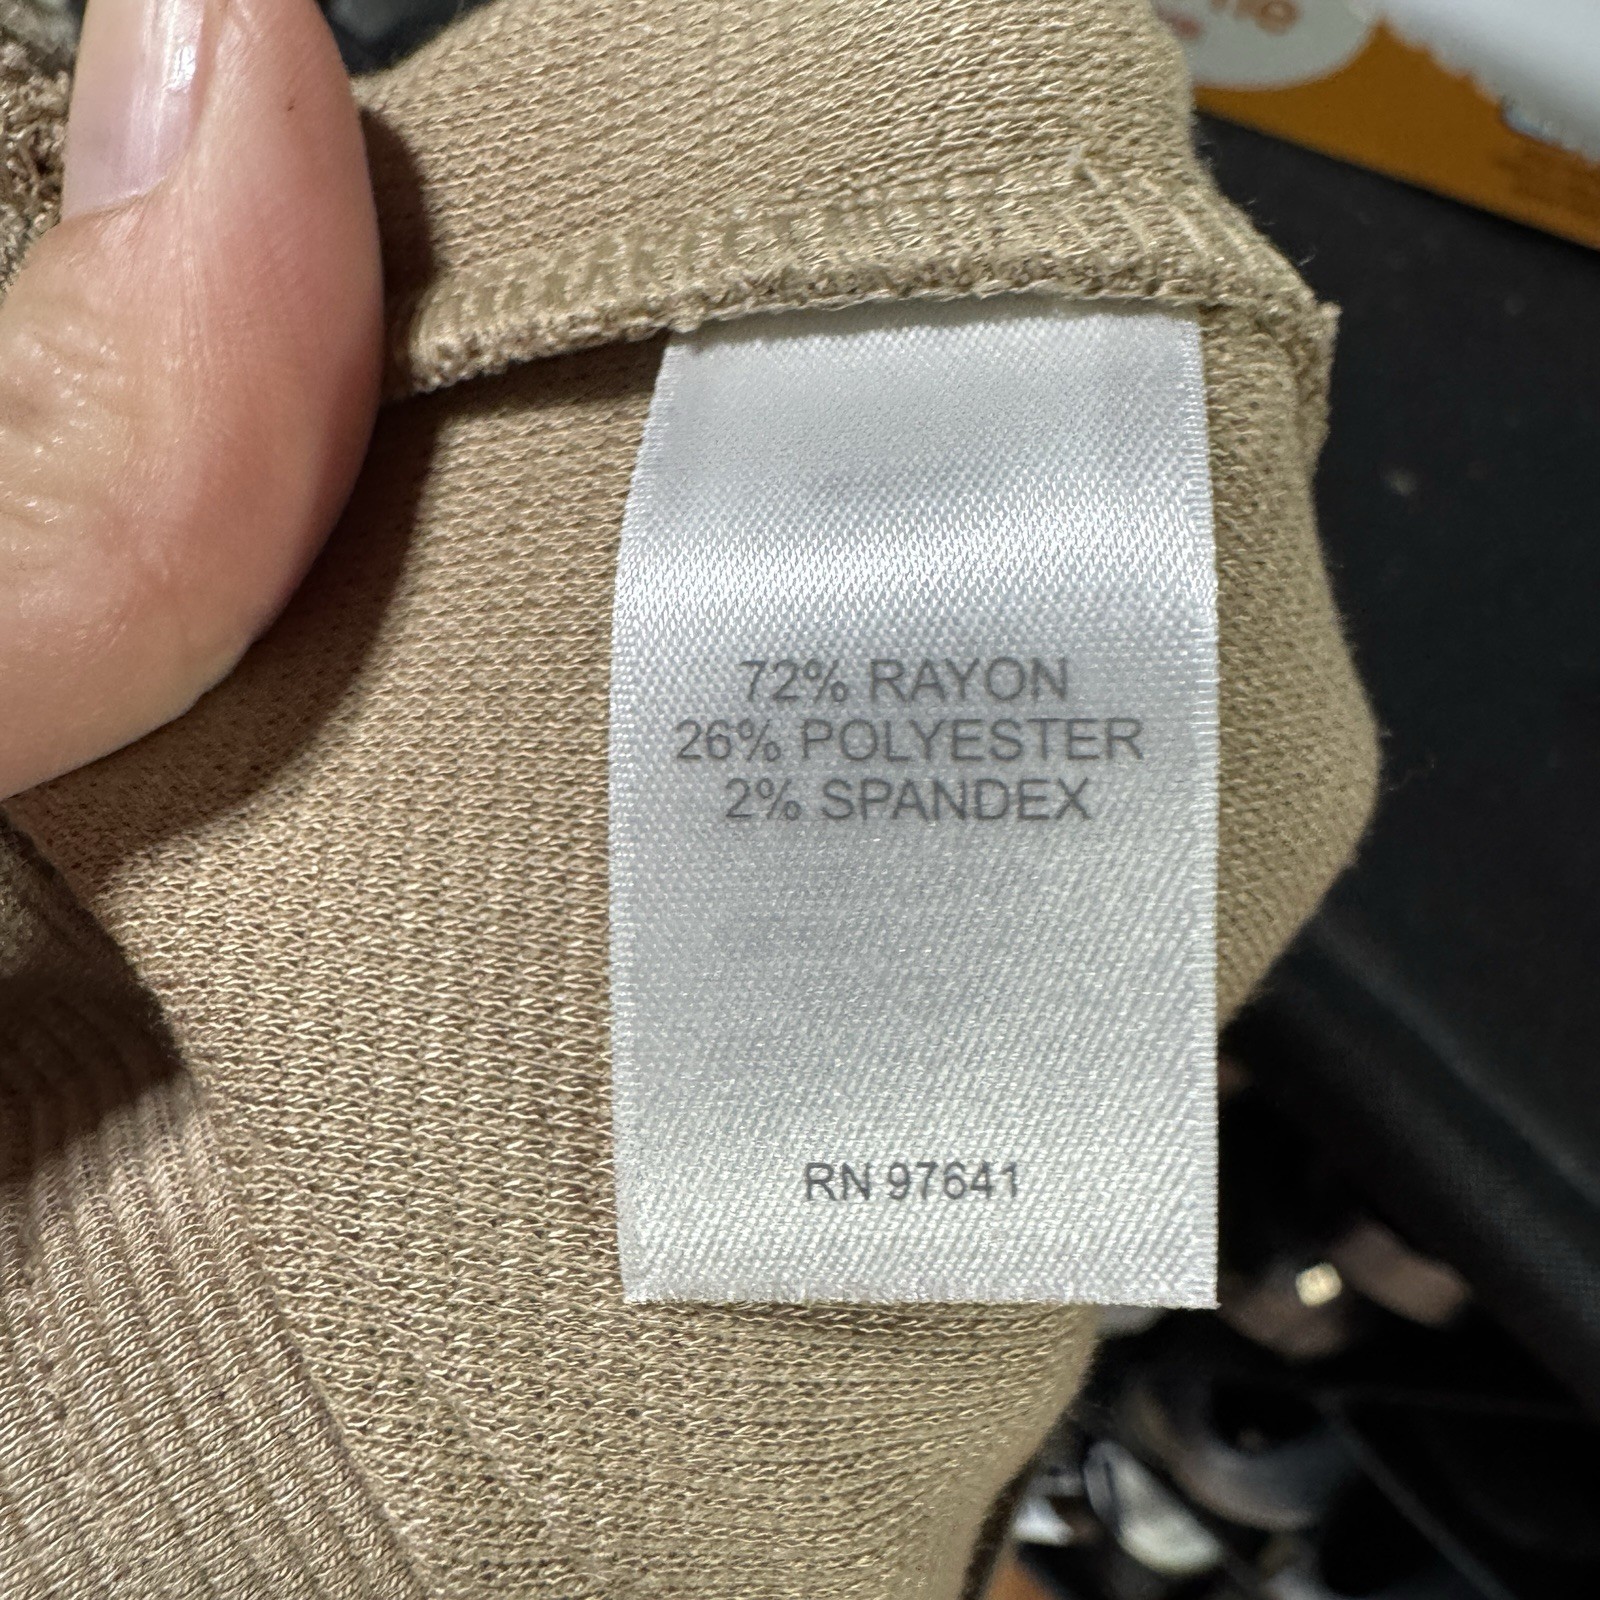 72% RAYON
26% POLYESTER
2% SPANDEX
RN 97641